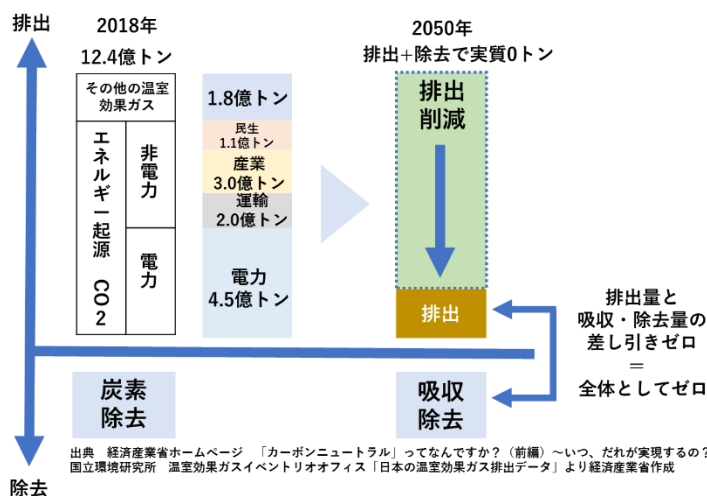 排出
2018年
12.4億トン
2050年
排出+除去で実質0トン
その他の温室
効果ガス
エネルギー起源 CO2
非電力
電力
1.8億トン
民生
1.1億トン
産業
3.0億トン
運輸
2.0億トン
電力
4.5億トン
排出
削減
排出
排出量と
吸収・除去量の
差し引きゼロ
=
全体としてゼロ
炭素
除去
吸収
除去
出典 経済産業省ホームページ 「カーボンニュートラル」ってなんですか?(前編)~いつ、だれが実現するの?
国立環境研究所 温室効果ガスイベントリオオフィス「日本の温室効果ガス排出データ」より経済産業省作成
除去